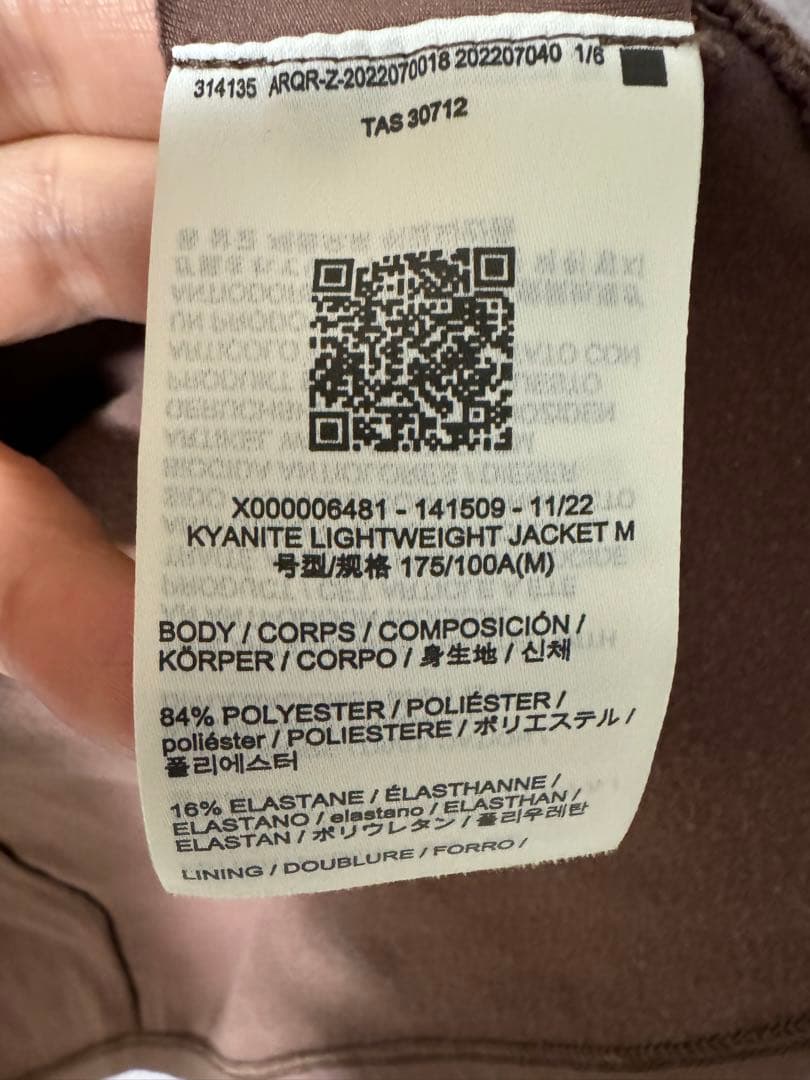 314135 ARQR-Z-2022070018 202207040 1/6
TAS 30712
X000006481 - 141509 - 11/22
KYANITE LIGHTWEIGHT JACKET M
号型/规格 175/100A(M)
BODY / CORPS / COMPOSICIÓN /
KÖRPER / CORPO / 身生地 / 신체
84% POLYESTER / POLIÉSTER /
poliéster / POLIESTERE / ポリエステル /
폴리에스터
16% ELASTANE / ÉLASTHANNE /
ELASTANO / elastano / ELASTHAN /
ELASTAN / ポリウレタン / 폴리우레탄
LINING / DOUBLURE / FORRO /